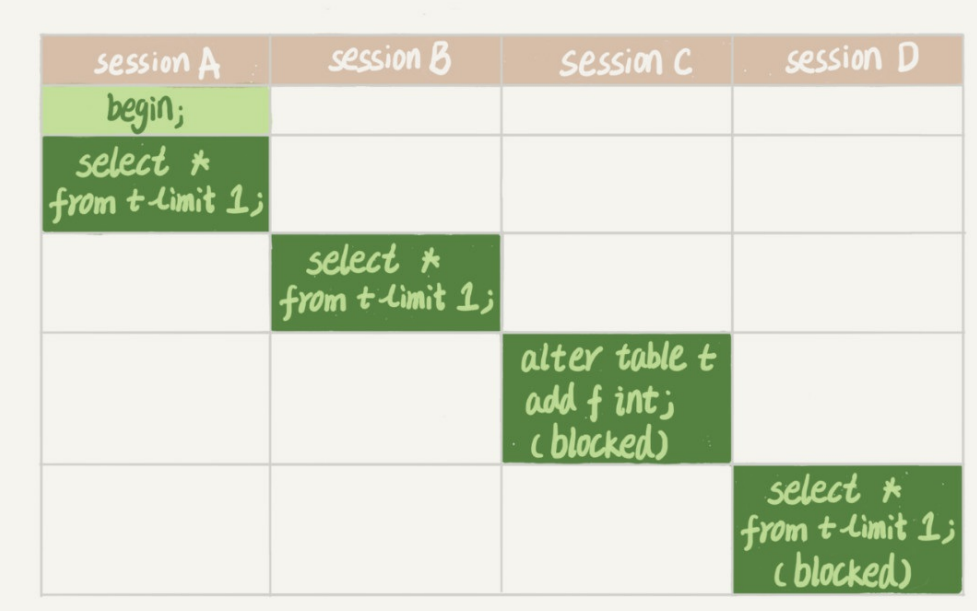 session A
session B
session C
session D
begin;
select *
from t limit 1;
select *
from t limit 1;
alter table t
add f int;
(blocked)
select *
from t limit 1;
(blocked)